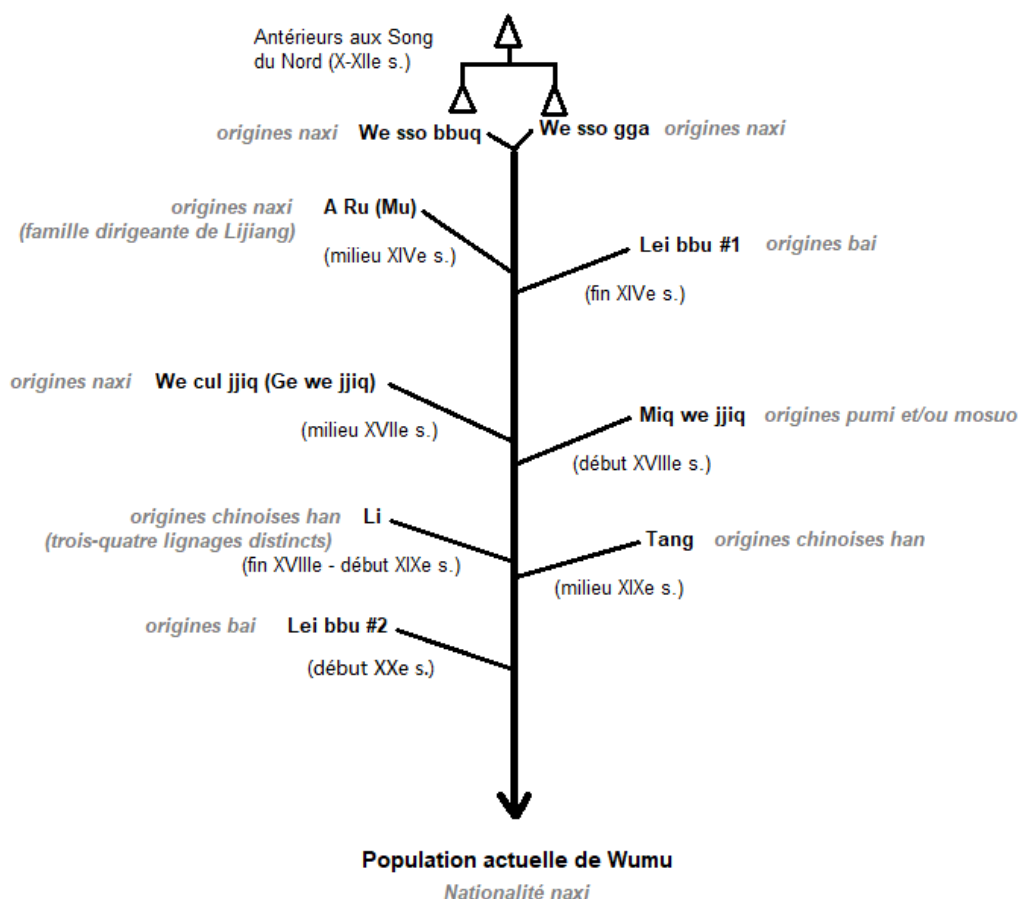 Antérieurs aux Song
du Nord (X-XIIe s.)
origines naxi We sso bbuq We sso gga origines naxi
origines naxi A Ru (Mu)
(famille dirigeante de Lijiang)
(milieu XIVe s.)
Lei bbu #1 origines bai
(fin XIVe s.)
origines naxi We cul jjiq (Ge we jjiq)
(milieu XVIIe s.)
Miq we jjiq origines pumi et/ou mosuo
(début XVIIIe s.)
origines chinoises han Li
(trois-quatre lignages distincts)
(fin XVIIIe - début XIXe s.)
Tang origines chinoises han
(milieu XIXe s.)
origines bai Lei bbu #2
(début XXe s.)
Population actuelle de Wumu
Nationalité naxi